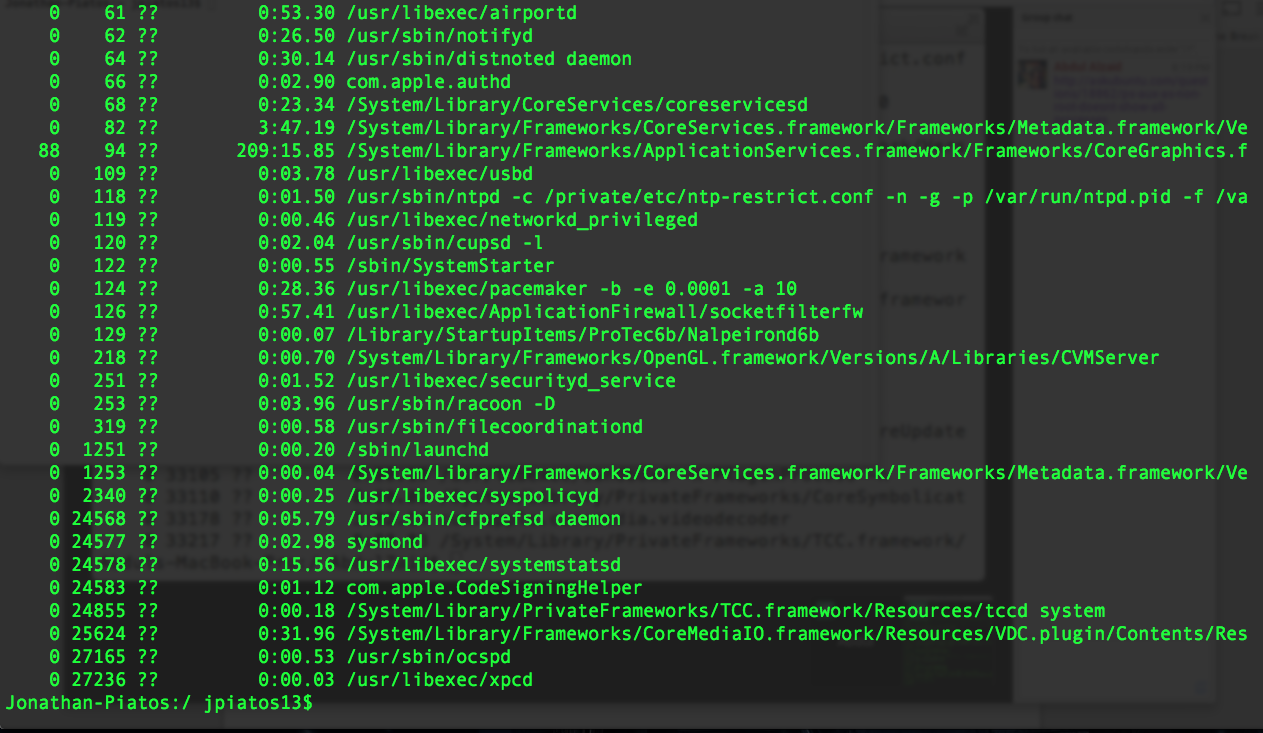 0 61 ?? 0:53.30 /usr/libexec/airportd
0 62 ?? 0:26.50 /usr/sbin/notifyd
0 64 ?? 0:30.14 /usr/sbin/distnoted daemon
0 66 ?? 0:02.90 com.apple.authd
0 68 ?? 0:23.34 /System/Library/CoreServices/coreservicesd
0 82 ?? 3:47.19 /System/Library/Frameworks/CoreServices.framework/Frameworks/Metadata.framework/Ve
88 94 ?? 209:15.85 /System/Library/Frameworks/ApplicationServices.framework/Frameworks/CoreGraphics.f
0 109 ?? 0:03.78 /usr/libexec/usbd
0 118 ?? 0:01.50 /usr/sbin/ntpd -c /private/etc/ntp-restrict.conf -n -g -p /var/run/ntpd.pid -f /va
0 119 ?? 0:00.46 /usr/libexec/networkd_privileged
0 120 ?? 0:02.04 /usr/sbin/cupsd -l
0 122 ?? 0:00.55 /sbin/SystemStarter
0 124 ?? 0:28.36 /usr/libexec/pacemaker -b -e 0.0001 -a 10
0 126 ?? 0:57.41 /usr/libexec/ApplicationFirewall/socketfilterfw
0 129 ?? 0:00.07 /Library/StartupItems/ProTec6b/Nalpeirond6b
0 218 ?? 0:00.70 /System/Library/Frameworks/OpenGL.framework/Versions/A/Libraries/CVMServer
0 251 ?? 0:01.52 /usr/libexec/securityd_service
0 253 ?? 0:03.96 /usr/sbin/racoon -D
0 319 ?? 0:00.58 /usr/sbin/filecoordinationd
0 1251 ?? 0:00.20 /sbin/launchd
0 1253 ?? 0:00.04 /System/Library/Frameworks/CoreServices.framework/Frameworks/Metadata.framework/Ve
0 2340 ?? 0:00.25 /usr/libexec/syspolicyd
0 24568 ?? 0:05.79 /usr/sbin/cfprefsd daemon
0 24577 ?? 0:02.98 sysmond
0 24578 ?? 0:15.56 /usr/libexec/systemstatsd
0 24583 ?? 0:01.12 com.apple.CodeSigningHelper
0 24855 ?? 0:00.18 /System/Library/PrivateFrameworks/TCC.framework/Resources/tccd system
0 25624 ?? 0:31.96 /System/Library/Frameworks/CoreMediaIO.framework/Resources/VDC.plugin/Contents/Res
0 27165 ?? 0:00.53 /usr/sbin/ocspd
0 27236 ?? 0:00.03 /usr/libexec/xpcd
Jonathan-Piatos:/ jpiatos13$